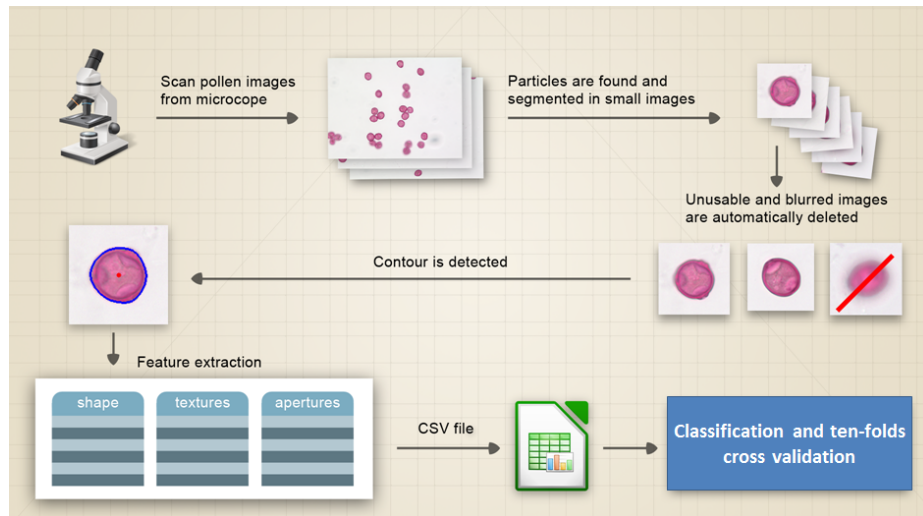 Scan pollen images
from microcope
Particles are found and
segmented in small images
Unusable and blurred images
are automatically deleted
Contour is detected
Feature extraction
shape
textures
apertures
CSV file
Classification and ten-folds
cross validation